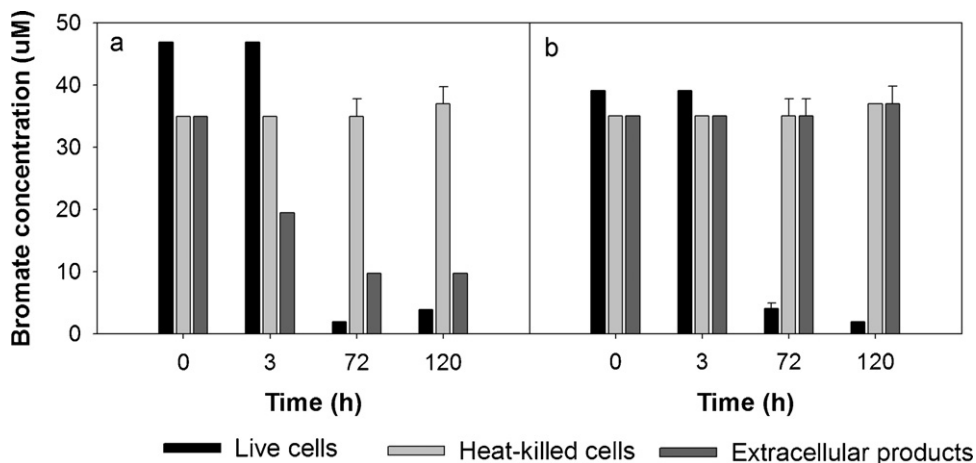 Bromate concentration (uM)
50
40
30
20
10
0
a
b
0 3 72 120 0 3 72 120
Time (h) Time (h)
Live cells Heat-killed cells Extracellular products